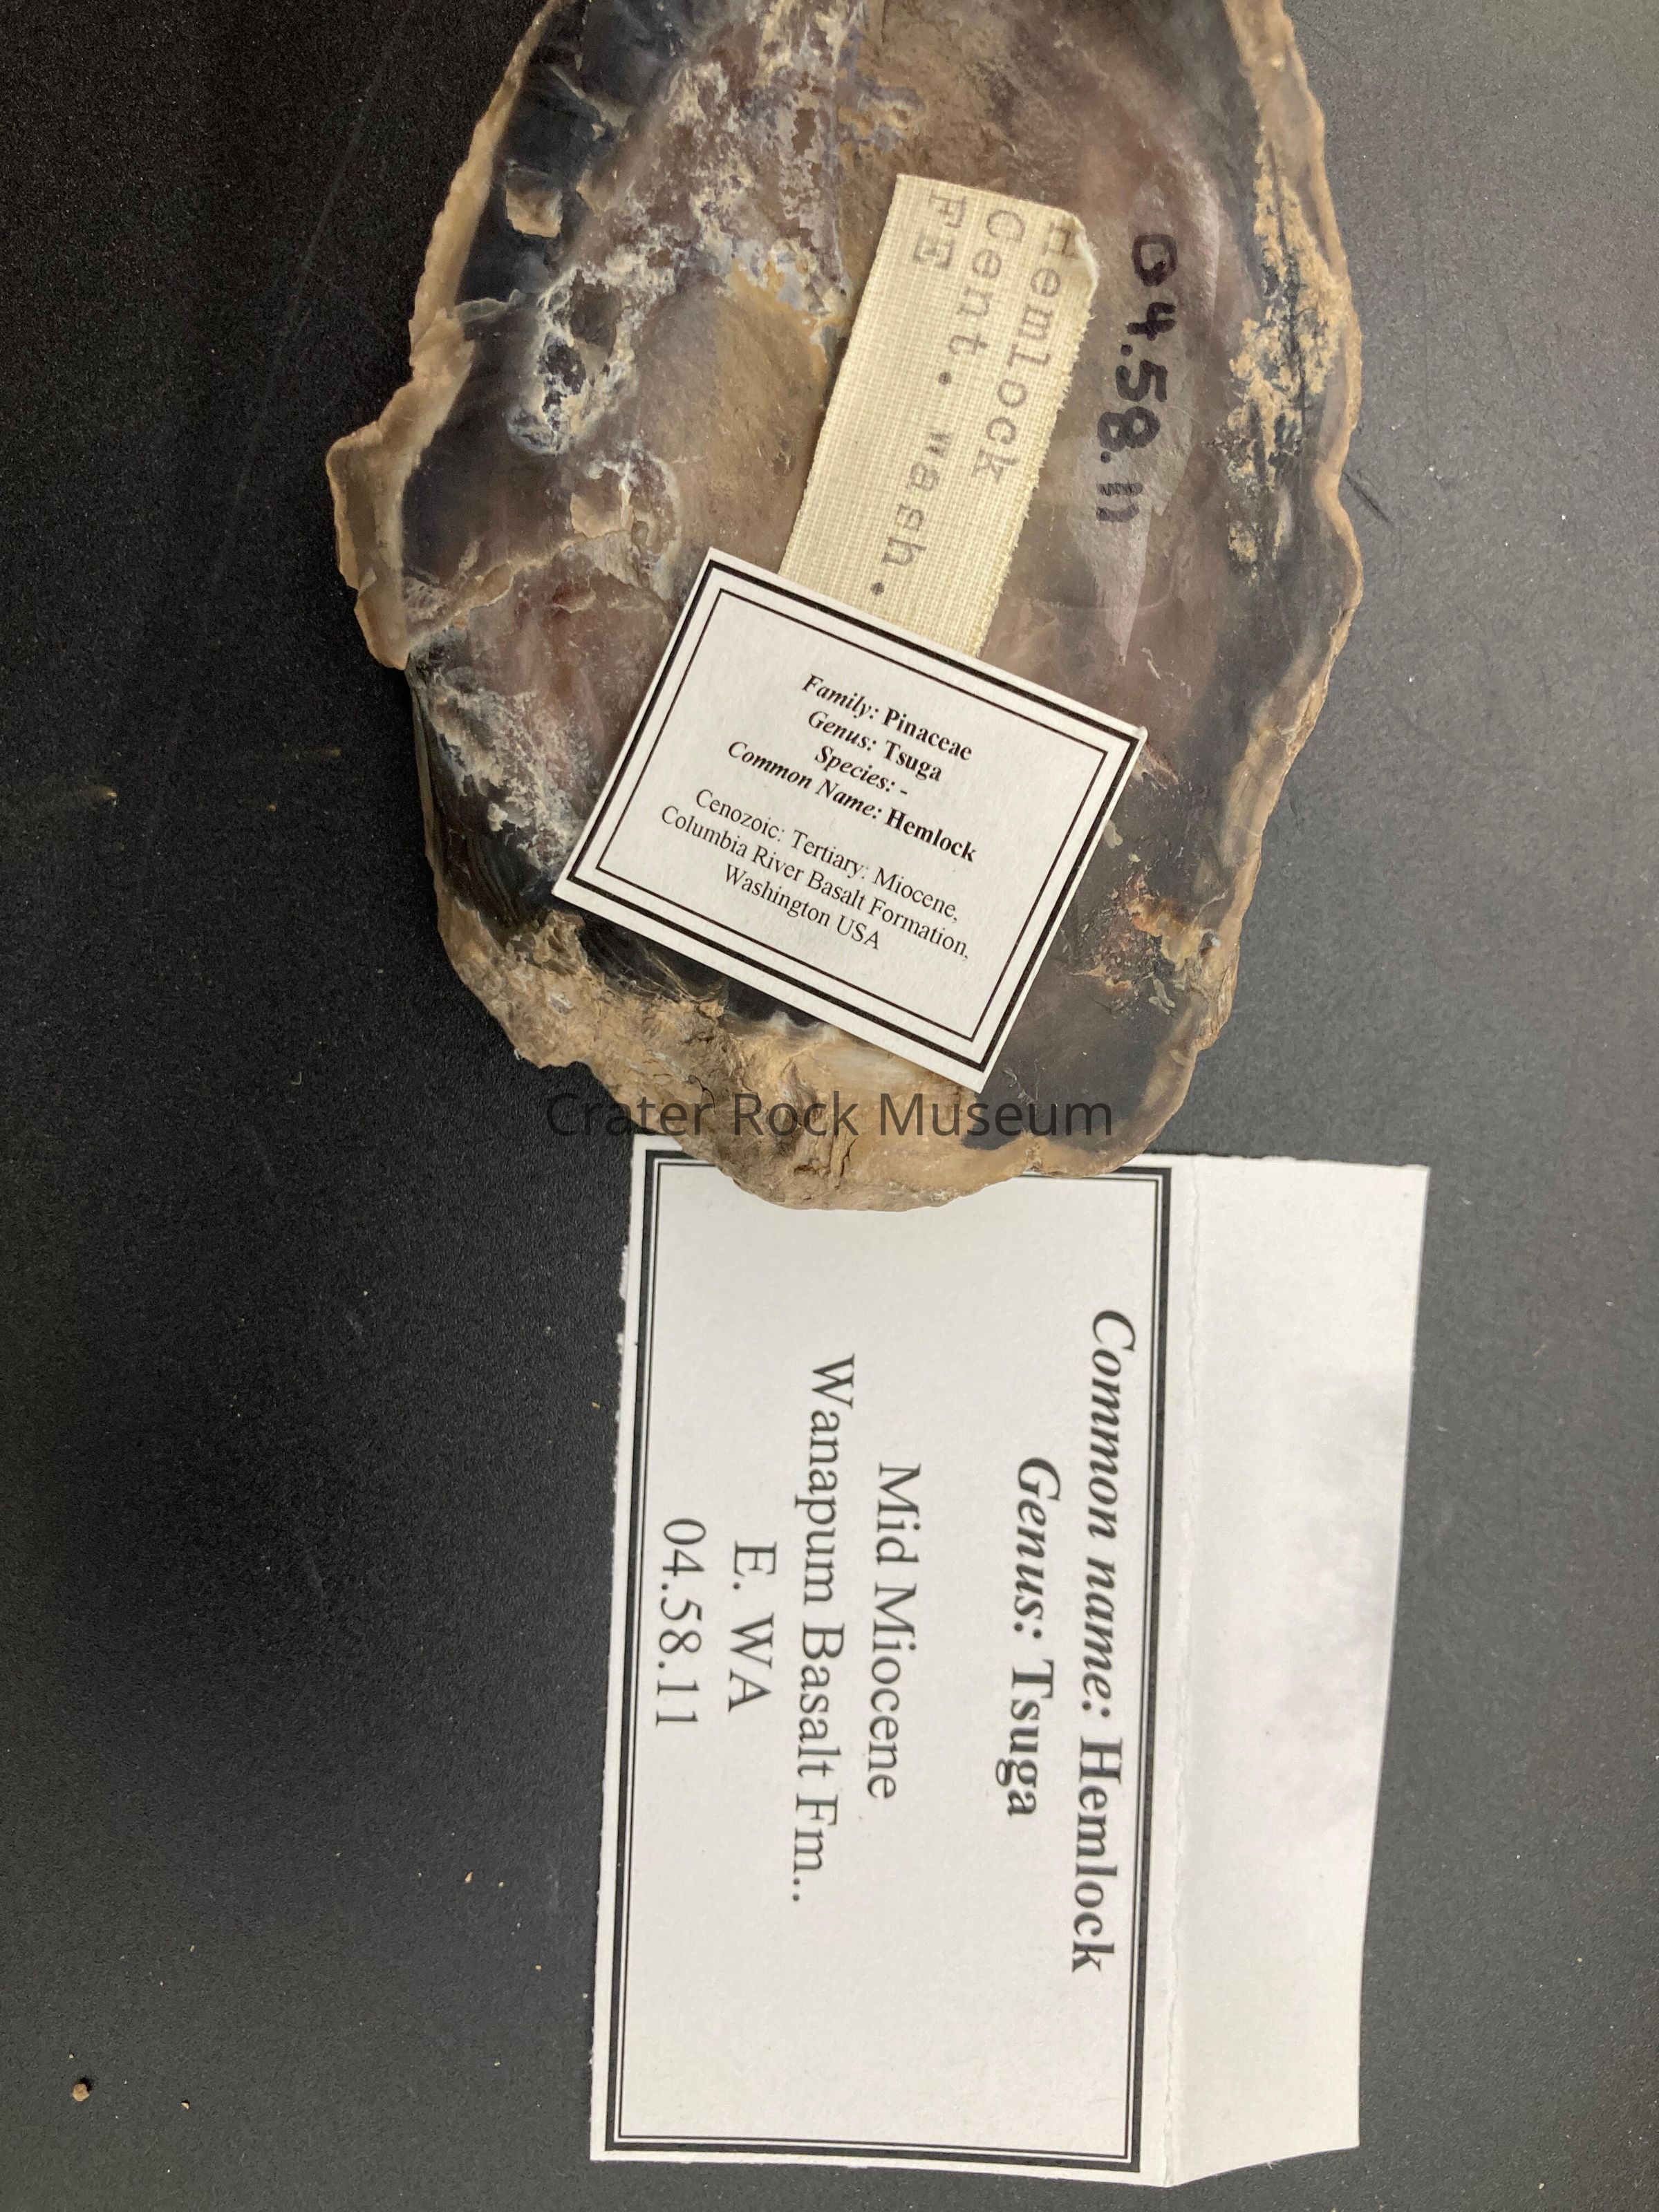 04.58.11
Hemlock
Cent. Wash.
FF
Family: Pinaceae
Genus: Tsuga
Species: -
Common Name: Hemlock
Cenozoic: Tertiary: Miocene,
Columbia River Basalt Formation,
Washington USA
Crater Rock Museum
Common name: Hemlock
Genus: Tsuga
Mid Miocene
Wanapum Basalt Fm..
E. WA
04.58.11